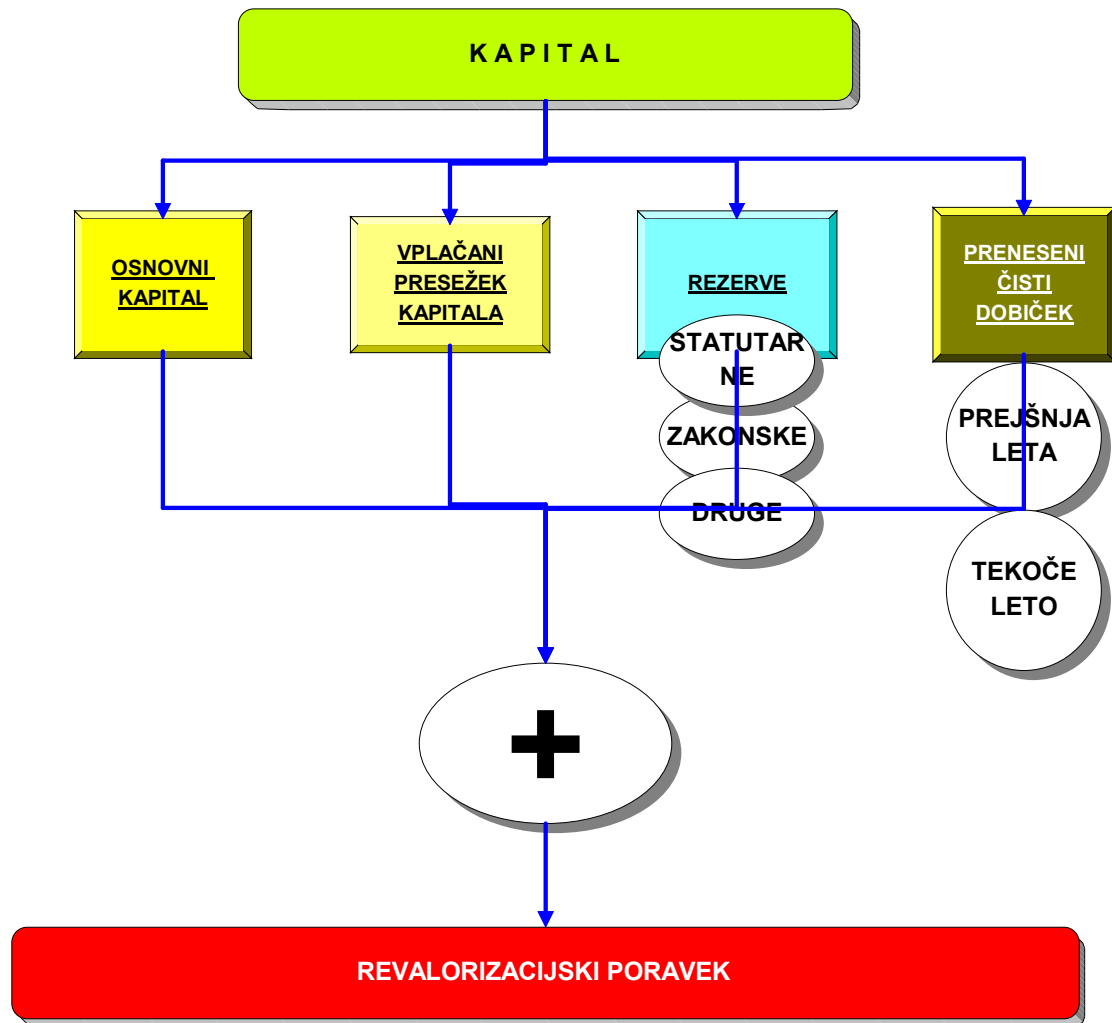 K A P I T A L
OSNOVNI
KAPITAL
VPLAČANI
PRESEŽEK
KAPITALA
REZERVE
STATUTAR
NE
ZAKONSKE
DRUGE
PRENESENI
ČISTI
DOBIČEK
PREJŠNJA
LETA
TEKOČE
LETO
+
REVALORIZACIJSKI PORAVEK